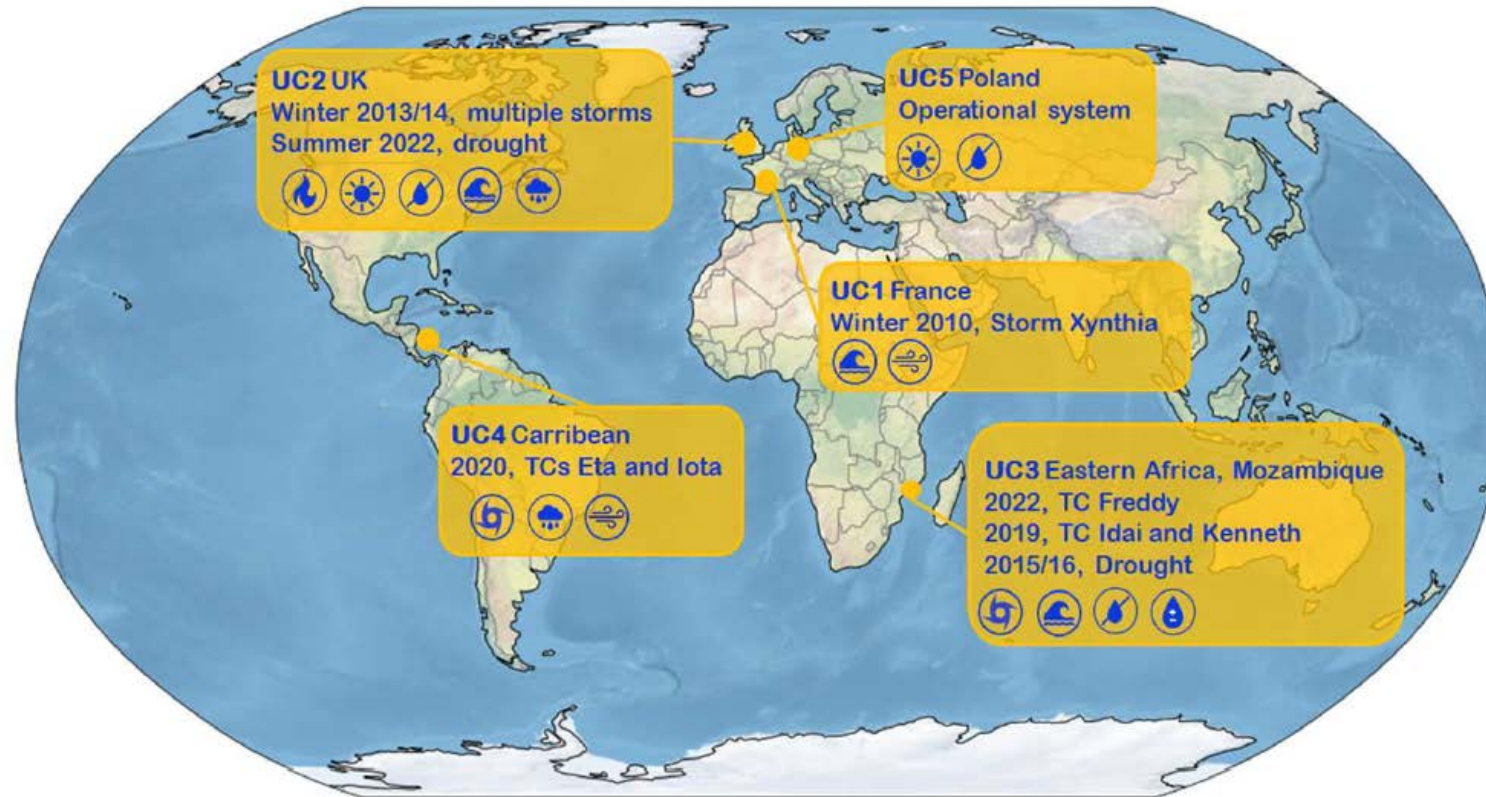 UC2 UK
Winter 2013/14, multiple storms
Summer 2022, drought
UC5 Poland
Operational system
UC1 France
Winter 2010, Storm Xynthia
UC4 Carribean
2020, TCs Eta and Iota
UC3 Eastern Africa, Mozambique
2022, TC Freddy
2019, TC Idai and Kenneth
2015/16, Drought